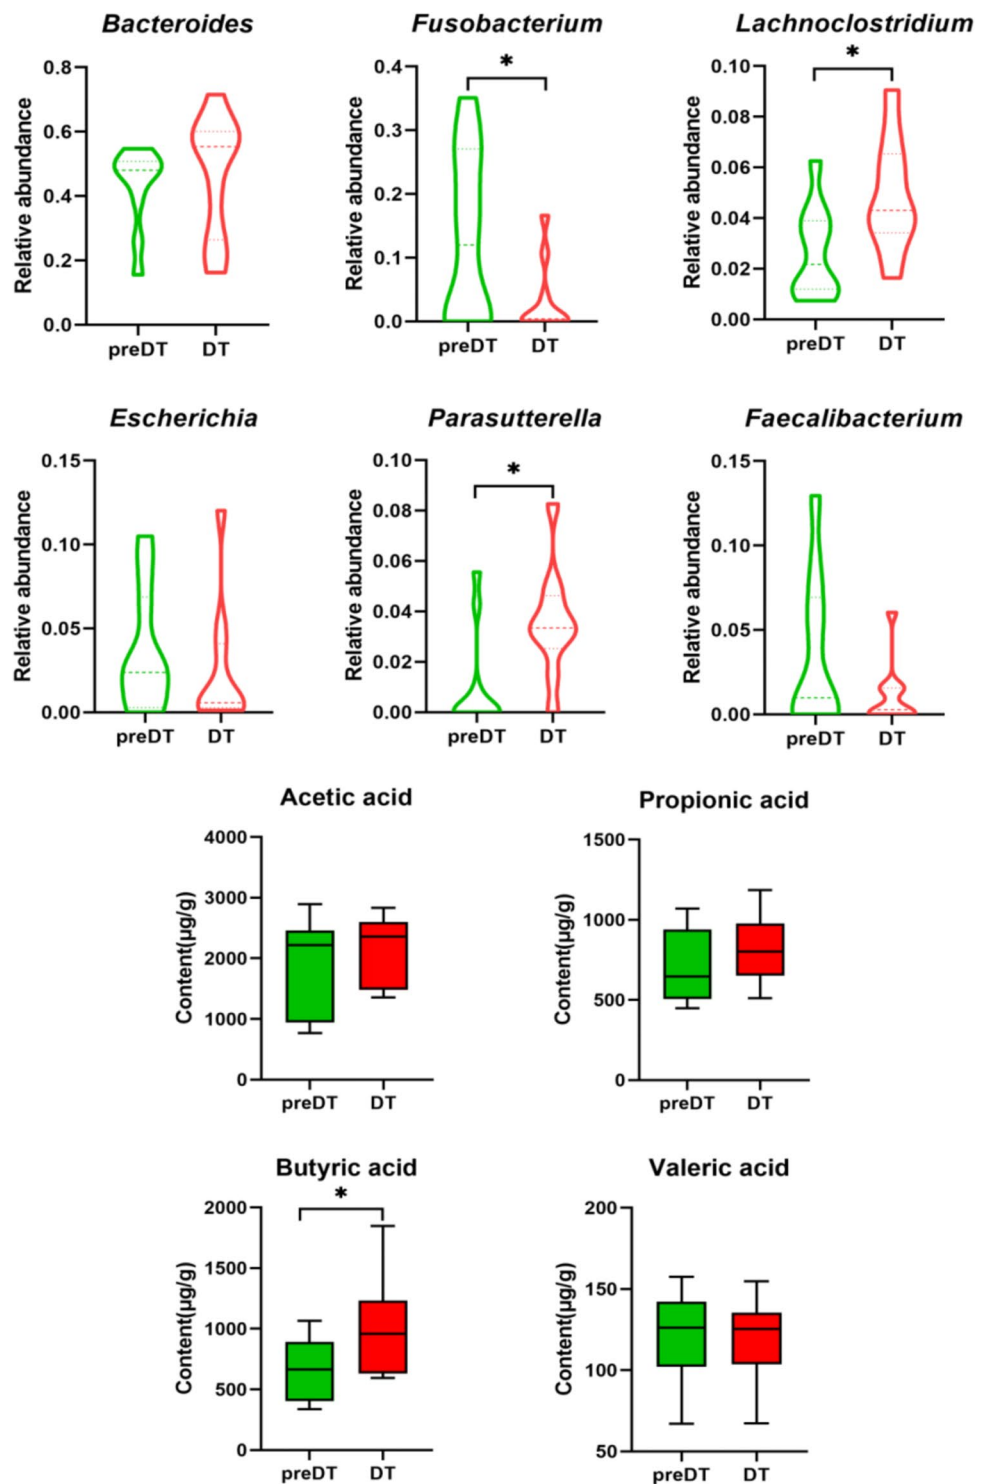 Bacteroides
Fusobacterium
Lachnoclostridium
Relative abundance
0.8
0.6
0.4
0.2
0.0
preDT
DT
Relative abundance
0.4
0.3
0.2
0.1
0.0
*
preDT
DT
Relative abundance
0.10
0.08
0.06
0.04
0.02
0.00
*
preDT
DT
Escherichia
Parasutterella
Faecalibacterium
Relative abundance
0.15
0.10
0.05
0.00
preDT
DT
Relative abundance
0.10
0.08
0.06
0.04
0.02
0.00
*
preDT
DT
Relative abundance
0.15
0.10
0.05
0.00
preDT
DT
Acetic acid
Propionic acid
Content(µg/g)
4000
3000
2000
1000
0
preDT
DT
Content(µg/g)
1500
1000
500
0
preDT
DT
Butyric acid
Valeric acid
Content(µg/g)
2000
1500
1000
500
0
*
preDT
DT
Content(µg/g)
200
150
100
50
preDT
DT